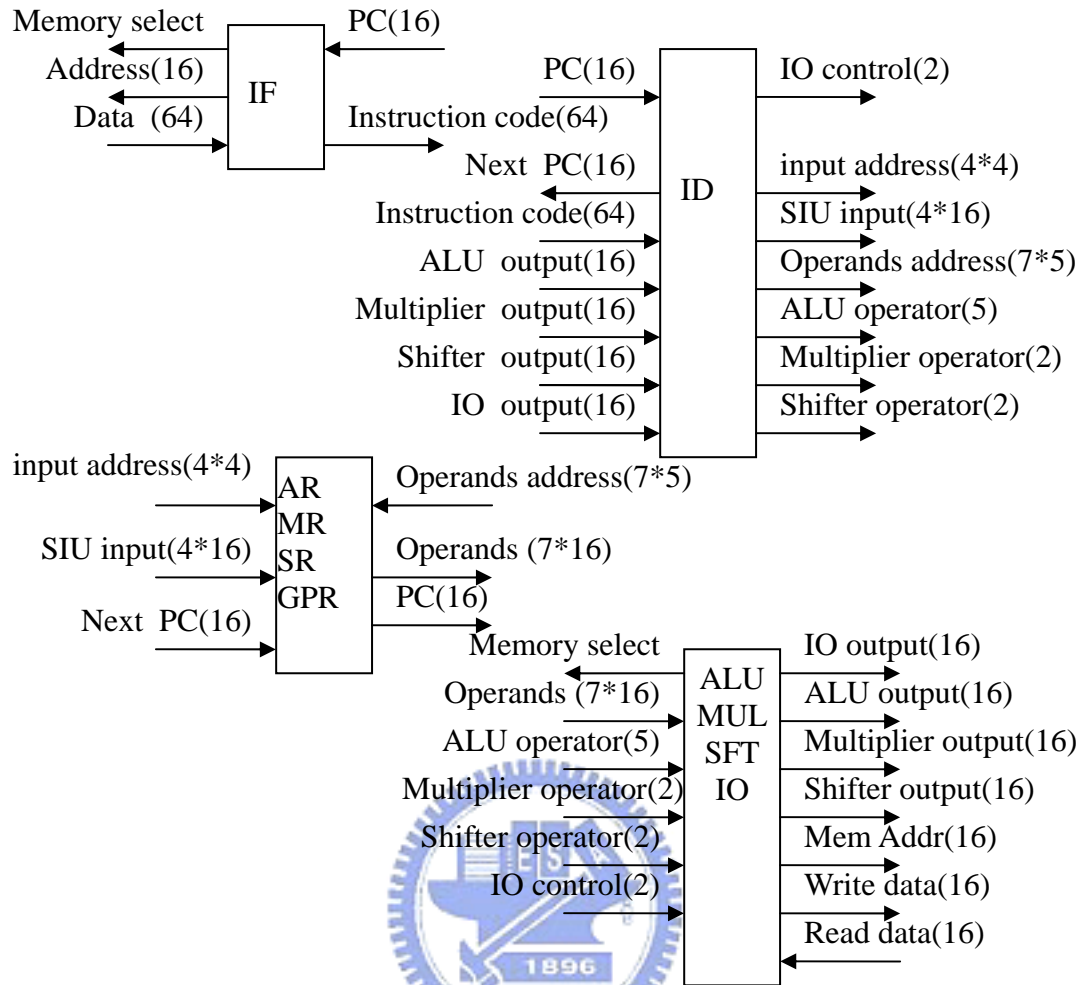 Memory select
PC(16)
Address(16)
IF
Data (64)
Instruction code(64)
PC(16)
IO control(2)
Next PC(16)
input address(4*4)
ID
Instruction code(64)
SIU input(4*16)
ALU output(16)
Operands address(7*5)
Multiplier output(16)
ALU operator(5)
Shifter output(16)
Multiplier operator(2)
IO output(16)
Shifter operator(2)
input address(4*4)
AR
Operands address(7*5)
MR
SIU input(4*16)
SR
Operands (7*16)
GPR
PC(16)
Next PC(16)
Memory select
IO output(16)
ALU
Operands (7*16)
ALU output(16)
MUL
ALU operator(5)
Multiplier output(16)
SFT
Multiplier operator(2)
Shifter output(16)
IO
Shifter operator(2)
Mem Addr(16)
IO control(2)
Write data(16)
Read data(16)
E S A
1896